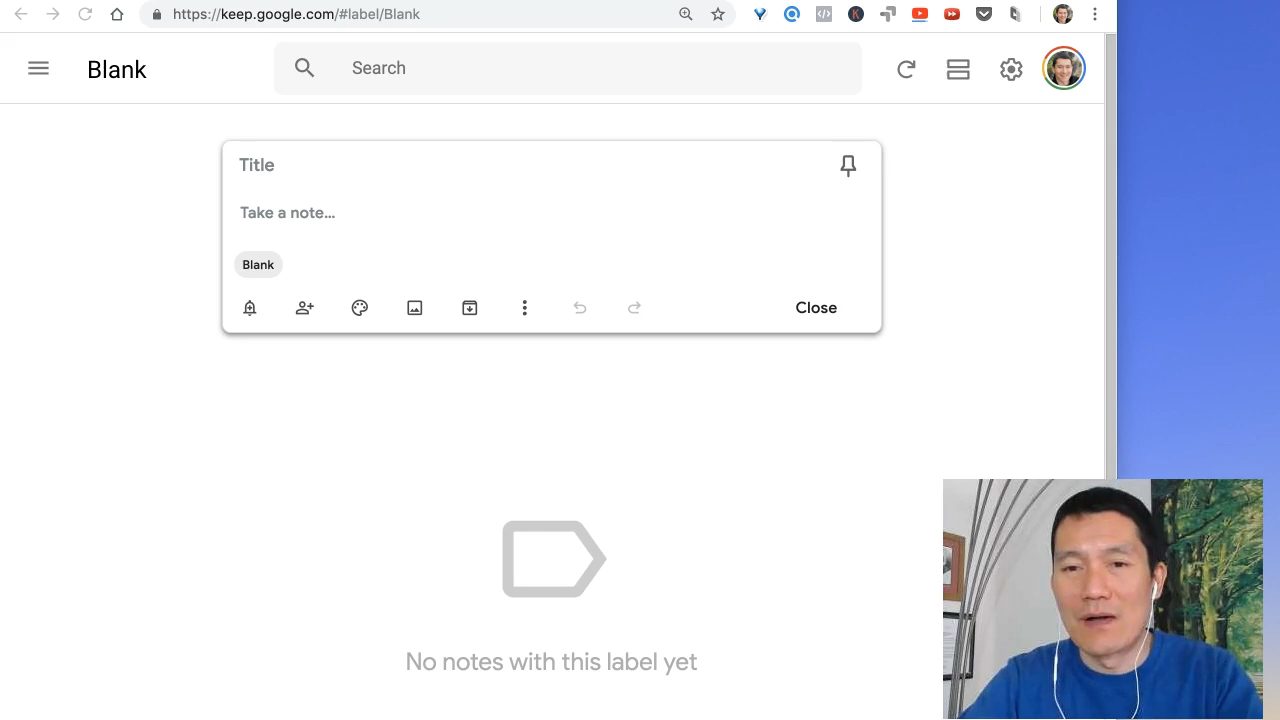 https://keep.google.com/#label/Blank
Blank
Search
Title
Take a note...
Blank
Close
No notes with this label yet